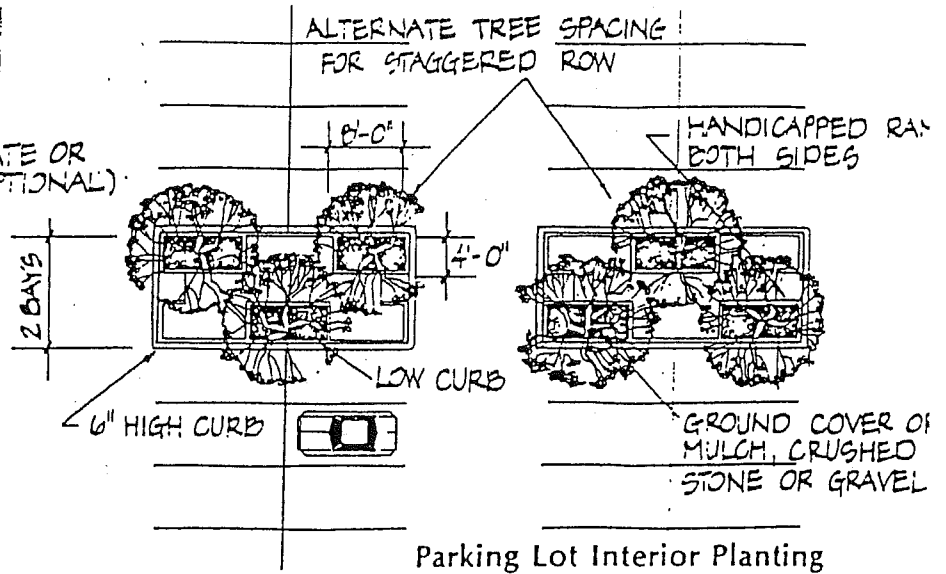 ALTERNATE TREE SPACING
FOR STAGGERED ROW
8'-0"
HANDICAPPED
BOTH SIDES
OR
4'-0"
2 BAYS
LOW CURB
6" HIGH CURB
GROUND COVER
MULCH, CRUSHED
STONE OR GRAVEL
Parking Lot Interior Planting